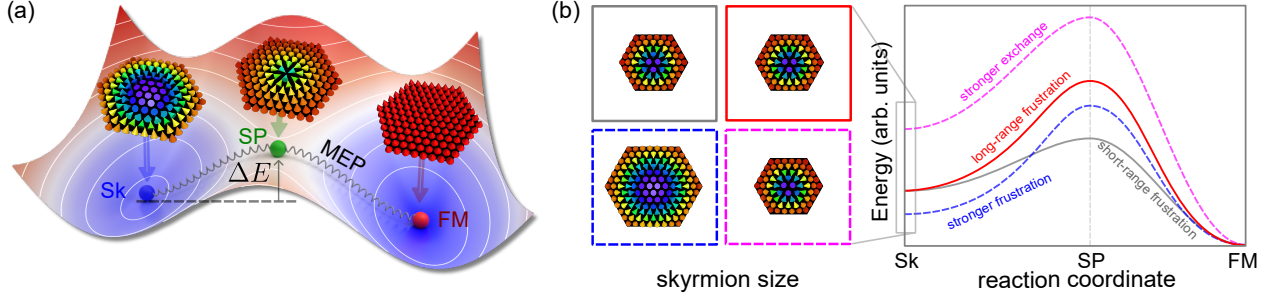 (a)
SP
MEP
ΔE
Sk
FM
(b)
skyrmion size
Energy (arb. units)
stronger exchange
long-range frustration
short-range frustration
stronger frustration
Sk
SP
FM
reaction coordinate